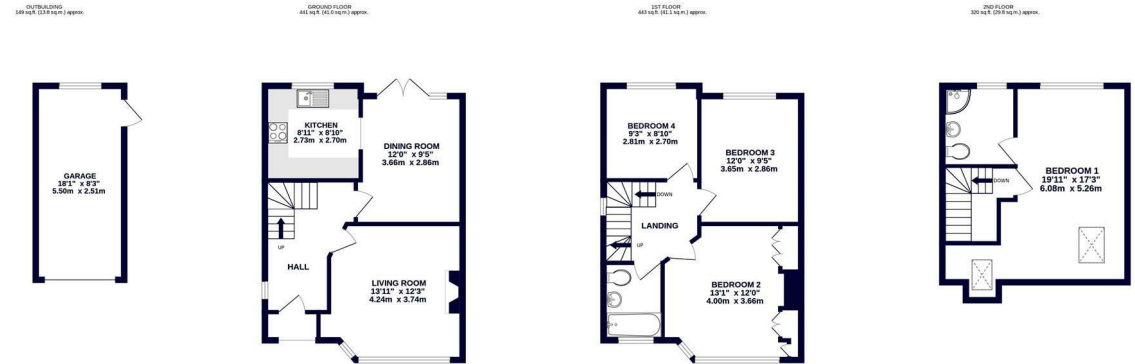 OUTBUILDING
149 sq.ft. (13.8 sq.m.) approx.
GARAGE
18'1" x 8'3"
5.50m x 2.51m
GROUND FLOOR
441 sq.ft. (41.0 sq.m.) approx.
KITCHEN
8'11" x 8'10"
2.73m x 2.70m
DINING ROOM
12'0" x 9'5"
3.66m x 2.86m
UP
HALL
LIVING ROOM
13'11" x 12'3"
4.24m x 3.74m
1ST FLOOR
443 sq.ft. (41.1 sq.m.) approx.
BEDROOM 4
9'3" x 8'10"
2.81m x 2.70m
BEDROOM 3
12'0" x 9'5"
3.65m x 2.86m
DOWN
LANDING
UP
BEDROOM 2
13'1" x 12'0"
4.00m x 3.66m
2ND FLOOR
320 sq.ft. (29.8 sq.m.) approx.
BEDROOM 1
19'11" x 17'3"
6.08m x 5.26m
DOWN